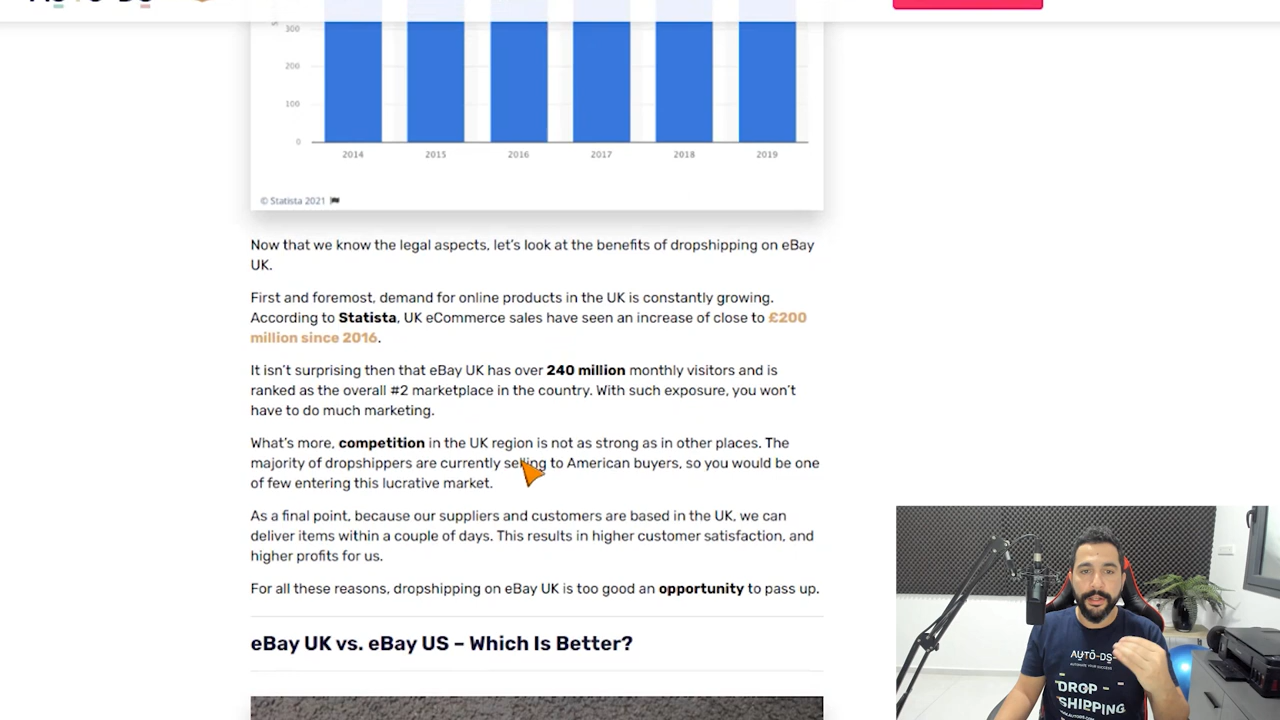 AUTO-DS
300
200
100
0
2014 2015 2016 2017 2018 2019
© Statista 2021
Now that we know the legal aspects, let's look at the benefits of dropshipping on eBay
UK.
First and foremost, demand for online products in the UK is constantly growing.
According to Statista, UK eCommerce sales have seen an increase of close to £200
million since 2016.
It isn't surprising then that eBay UK has over 240 million monthly visitors and is
ranked as the overall #2 marketplace in the country. With such exposure, you won't
have to do much marketing.
What's more, competition in the UK region is not as strong as in other places. The
majority of dropshippers are currently selling to American buyers, so you would be one
of few entering this lucrative market.
As a final point, because our suppliers and customers are based in the UK, we can
deliver items within a couple of days. This results in higher customer satisfaction, and
higher profits for us.
For all these reasons, dropshipping on eBay UK is too good an opportunity to pass up.
eBay UK vs. eBay US – Which Is Better?
AUTO-DS
AUTOMATE YOUR SUCCESS
DROP
SHIPPING